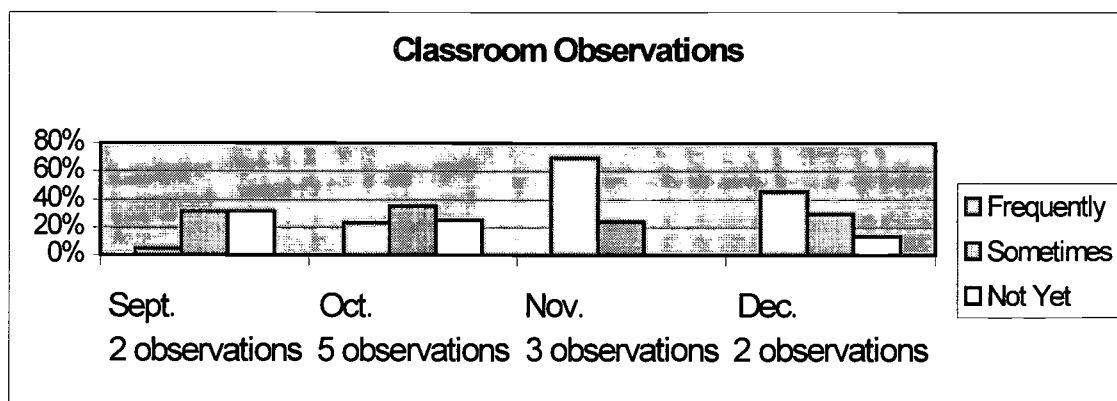 Classroom Observations
80%
60%
40%
20%
0%
Sept. Oct. Nov. Dec.
2 observations 5 observations 3 observations 2 observations
Frequently
Sometimes
Not Yet